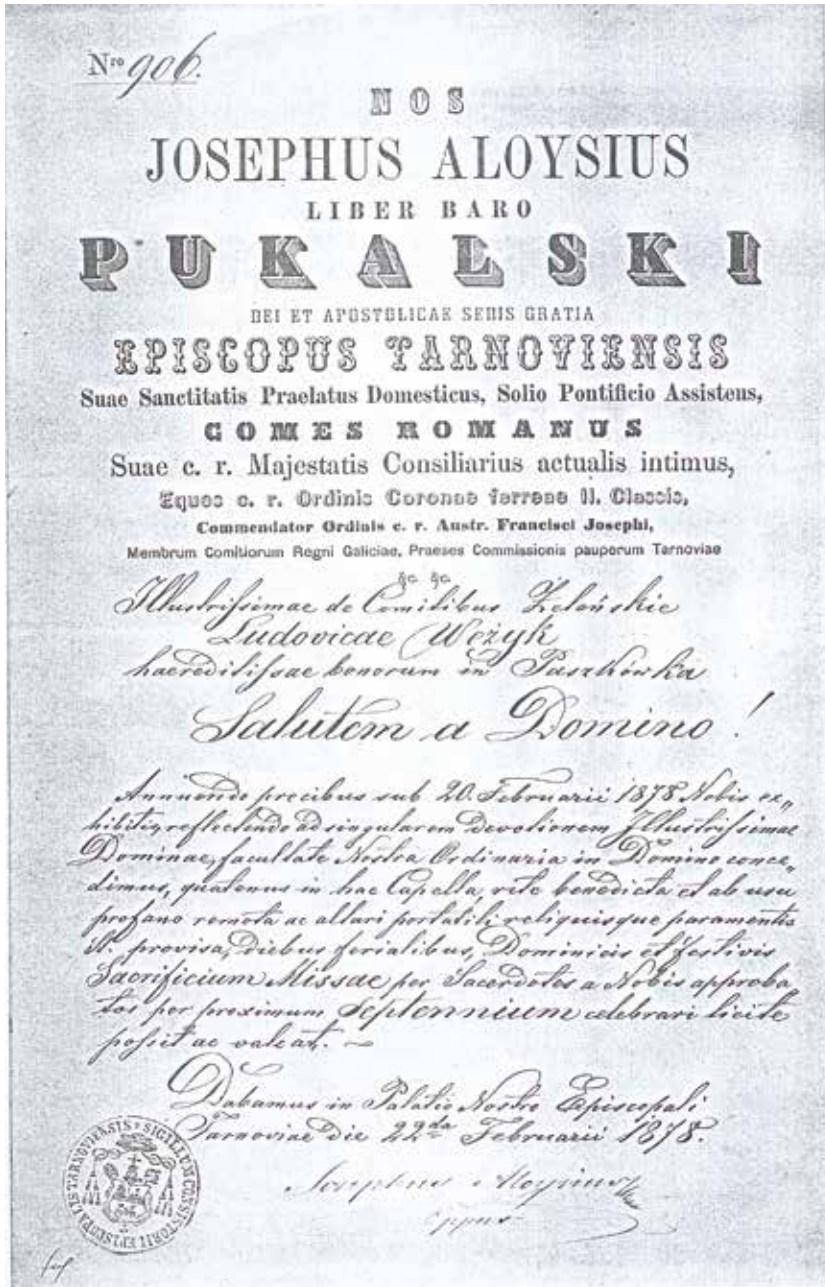 Nro 906.
NOS
JOSEPHUS ALOYSIUS
LIBER BARO
PUKALSKI
DEI ET APOSTOLICAE SEDIS GRATIA
EPISCOPUS TARNOVIENSIS
Suae Sanctitatis Praelatus Domesticus, Solio Pontificio Assistens,
COMES ROMANUS
Suae c. r. Majestatis Consiliarius actualis intimus,
Eques c. r. Ordinis Coronae ferreae II. Classis,
Commendator Ordinis c. r. Austr. Francisci Josephi,
Membrum Comitiorum Regni Galiciae, Praeses Commissionis pauperum Tarnoviae
&c &c
Illustrissimae de Comitibus Zeleńskie
Ludovicae Wężyk
haereditissae bonorum in Paszkówka
Salutem a Domino!
Annuendo precibus sub 20. Februarii 1878 Nobis ex„
hibitis, reflectendo ad singularem devotionem Illustrissimae
Dominae, facultate Nostra Ordinaria in Domino conce„
dimus, quatenus in hac Capella, rite benedicta et ab usu
profano remota ac altari portatili reliquisque paramentis
provisa, diebus ferialibus, Dominicis et festivis
Sacrificium Missae per Sacerdotes a Nobis approba„
tos per proximum Septennium celebrari licite
possit ac valeat. —
Dabamus in Palatio Nostro Episcopali
Tarnoviae die 22da Februarii 1878.
Josephus Aloysius
Eppus
SIGILLUM CONSISTORII EPISCOPALIS TARNOVIENSIS